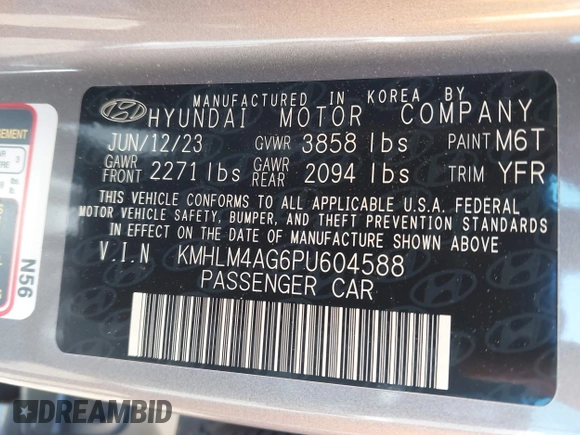 MANUFACTURED IN KOREA BY
HYUNDAI MOTOR COMPANY
JUN/12/23 GVWR 3858 lbs PAINT M6T
GAWR FRONT 2271 lbs GAWR REAR 2094 lbs TRIM YFR
THIS VEHICLE CONFORMS TO ALL APPLICABLE U.S.A. FEDERAL
MOTOR VEHICLE SAFETY, BUMPER, AND THEFT PREVENTION STANDARDS
IN EFFECT ON THE DATE OF MANUFACTURE SHOWN ABOVE
V.I.N KMHLM4AG6PU604588
PASSENGER CAR
N56
DREAMBID